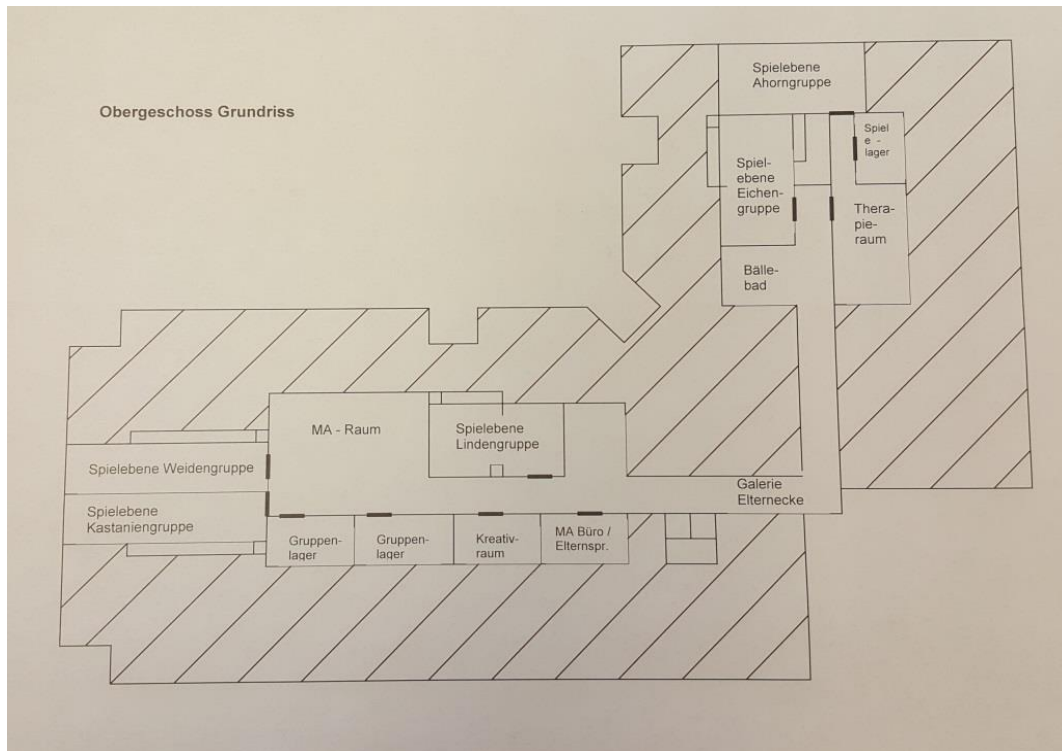 Obergeschoss Grundriss
Spielebene
Ahorngruppe
Spiel
e -
lager
Spiel-
ebene
Eichen-
gruppe
Thera-
pie-
raum
Bälle-
bad
MA - Raum
Spielebene
Lindengruppe
Spielebene Weidengruppe
Spielebene
Kastaniengruppe
Galerie
Elternecke
Gruppen-
lager
Gruppen-
lager
Kreativ-
raum
MA Büro /
Elternspr.